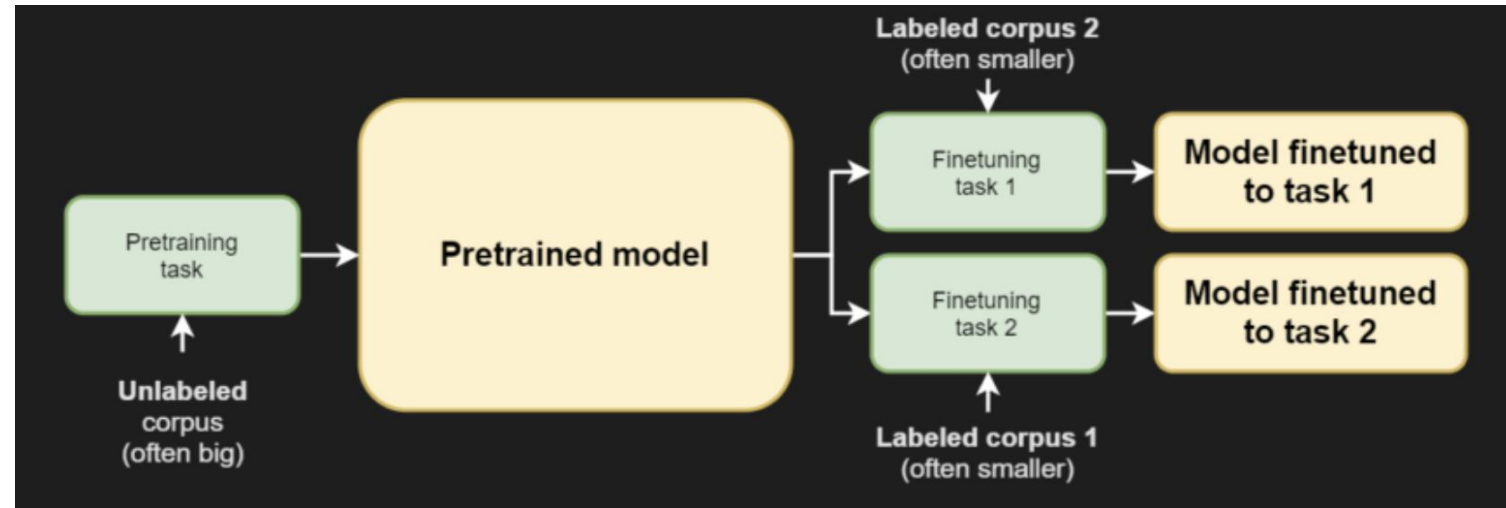 Pretraining
task
Unlabeled
corpus
(often big)
Pretrained model
Labeled corpus 2
(often smaller)
Finetuning
task 1
Model finetuned
to task 1
Finetuning
task 2
Model finetuned
to task 2
Labeled corpus 1
(often smaller)